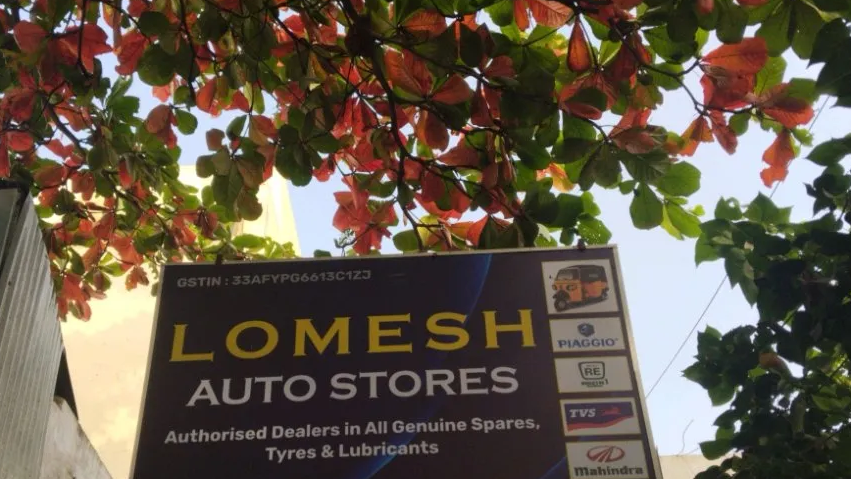 GSTIN : 33AFYPG6613C1ZJ
LOMESH
AUTO STORES
Authorised Dealers in All Genuine Spares,
Tyres & Lubricants
PIAGGIO
RE
TVS
Mahindra